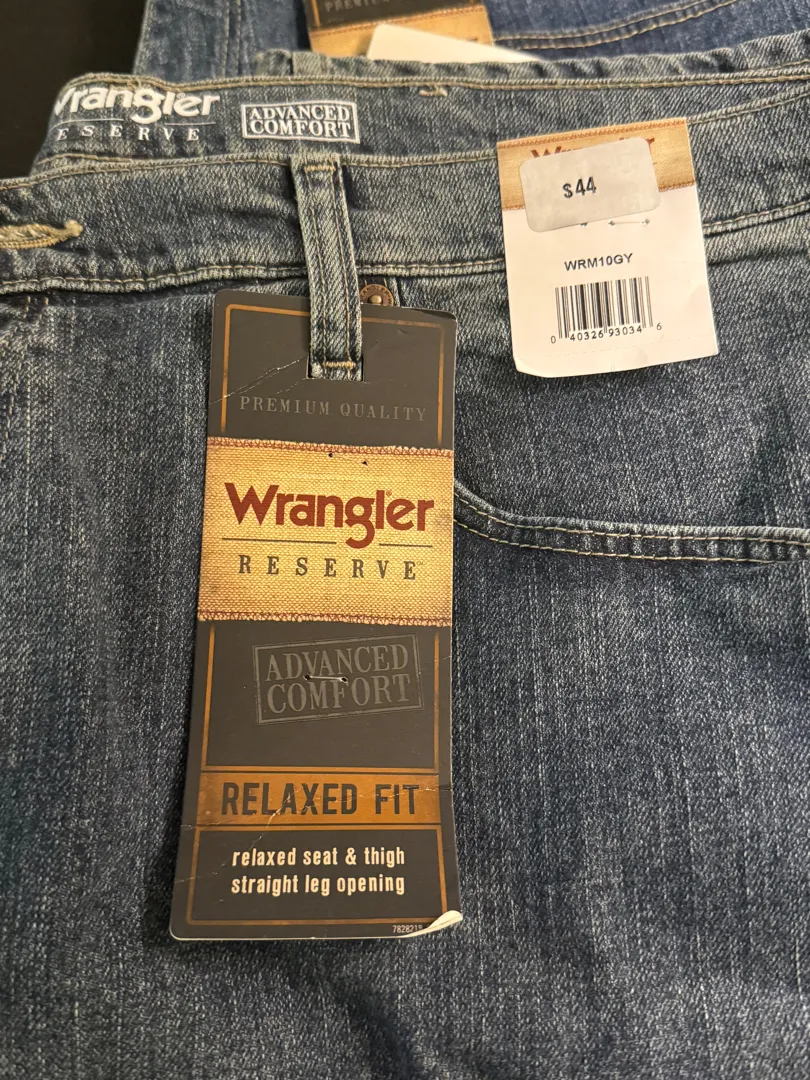 Wrangler
RESERVE
ADVANCED
COMFORT
$44
WRM10GY
0 40326 93034 6
PREMIUM QUALITY
Wrangler
RESERVE
ADVANCED
COMFORT
RELAXED FIT
relaxed seat & thigh
straight leg opening